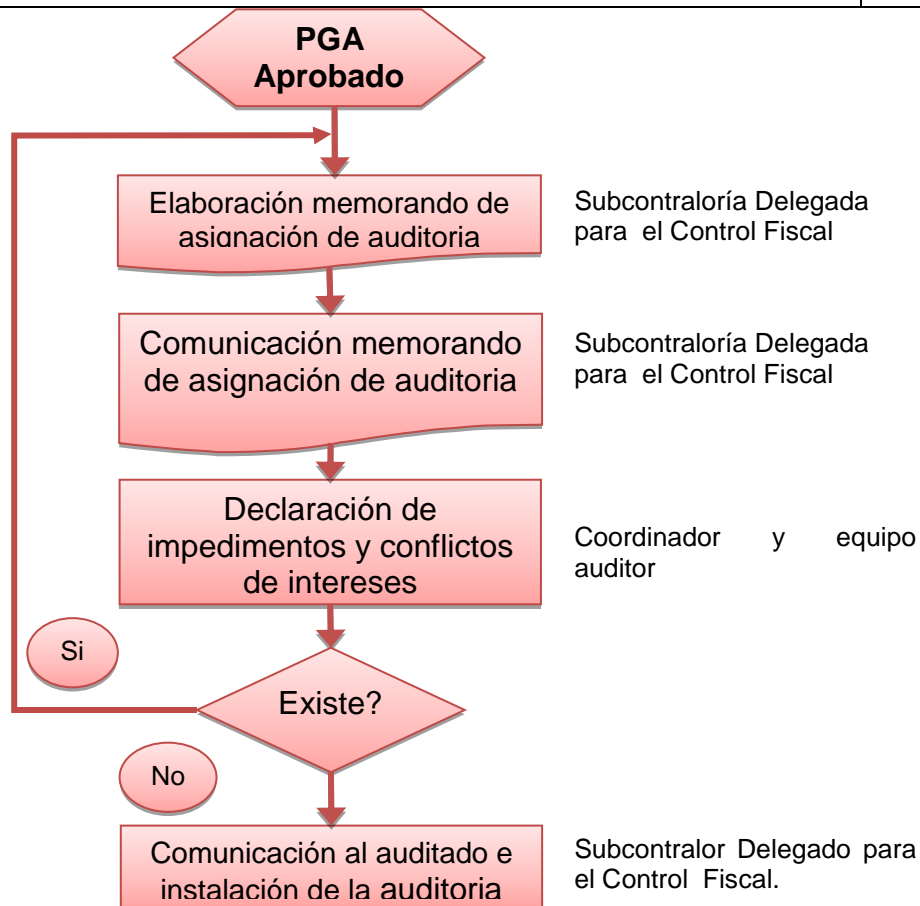 PGA
Aprobado
Elaboración memorando de
asignación de auditoria
Subcontraloría Delegada
para el Control Fiscal
Comunicación memorando
de asignación de auditoria
Subcontraloría Delegada
para el Control Fiscal
Declaración de
impedimentos y conflictos
de intereses
Coordinador y equipo
auditor
Si
Existe?
No
Comunicación al auditado e
instalación de la auditoria
Subcontralor Delegado para
el Control Fiscal.